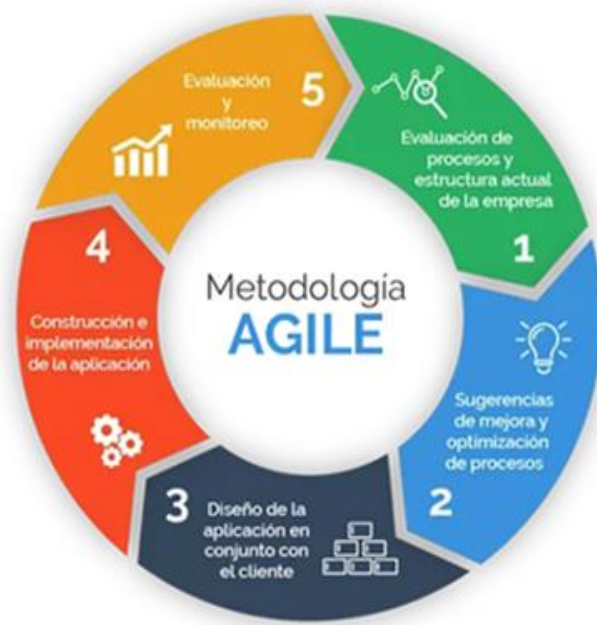 Metodología
AGILE
Evaluación de
procesos y
estructura actual
de la empresa
1
Sugerencias
de mejora y
optimización
de procesos
2
3
Diseño de la
aplicación en
conjunto con
el cliente
4
Construcción e
implementación
de la aplicación
5
Evaluación
y
monitoreo